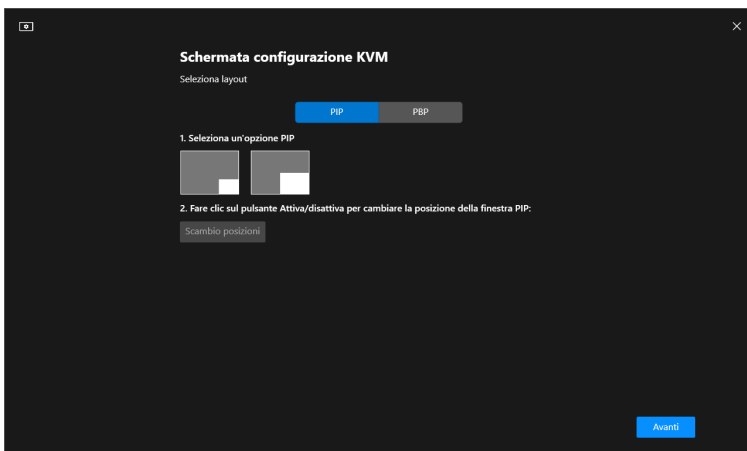 Schermata configurazione KVM
Seleziona layout
PIP
PBP
1. Seleziona un'opzione PIP
2. Fare clic sul pulsante Attiva/disattiva per cambiare la posizione della finestra PIP:
Scambio posizioni
Avanti